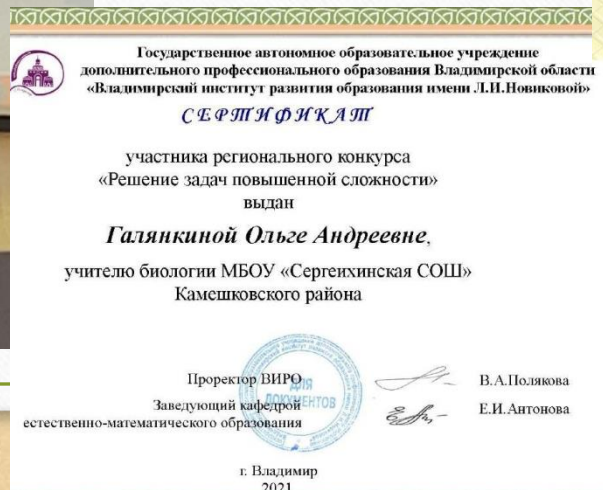 Государственное автономное образовательное учреждение
дополнительного профессионального образования Владимирской области
«Владимирский институт развития образования имени Л.И.Новиковой»
СЕРТИФИКАТ
участника регионального конкурса
«Решение задач повышенной сложности»
выдан
Галянкиной Ольге Андреевне,
учителю биологии МБОУ «Сергеихинская СОШ»
Камешковского района
Проректор ВИРО
В.А.Полякова
Заведующий кафедрой
естественно-математического образования
Е.И.Антонова
ДЛЯ
ДОКУМЕНТОВ
г. Владимир
2021